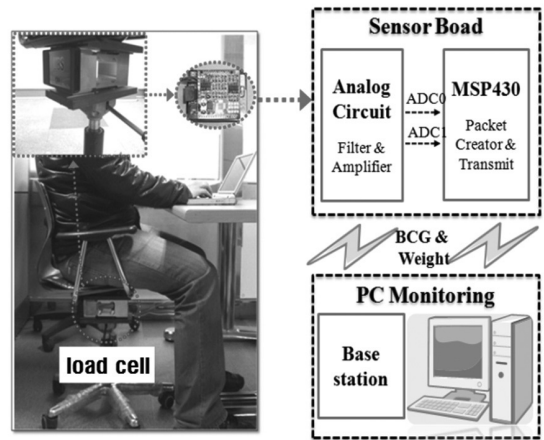 Sensor Boad
Analog
Circuit
Filter &
Amplifier
ADC0
ADC1
MSP430
Packet
Creator &
Transmit
BCG &
Weight
PC Monitoring
Base
station
load cell